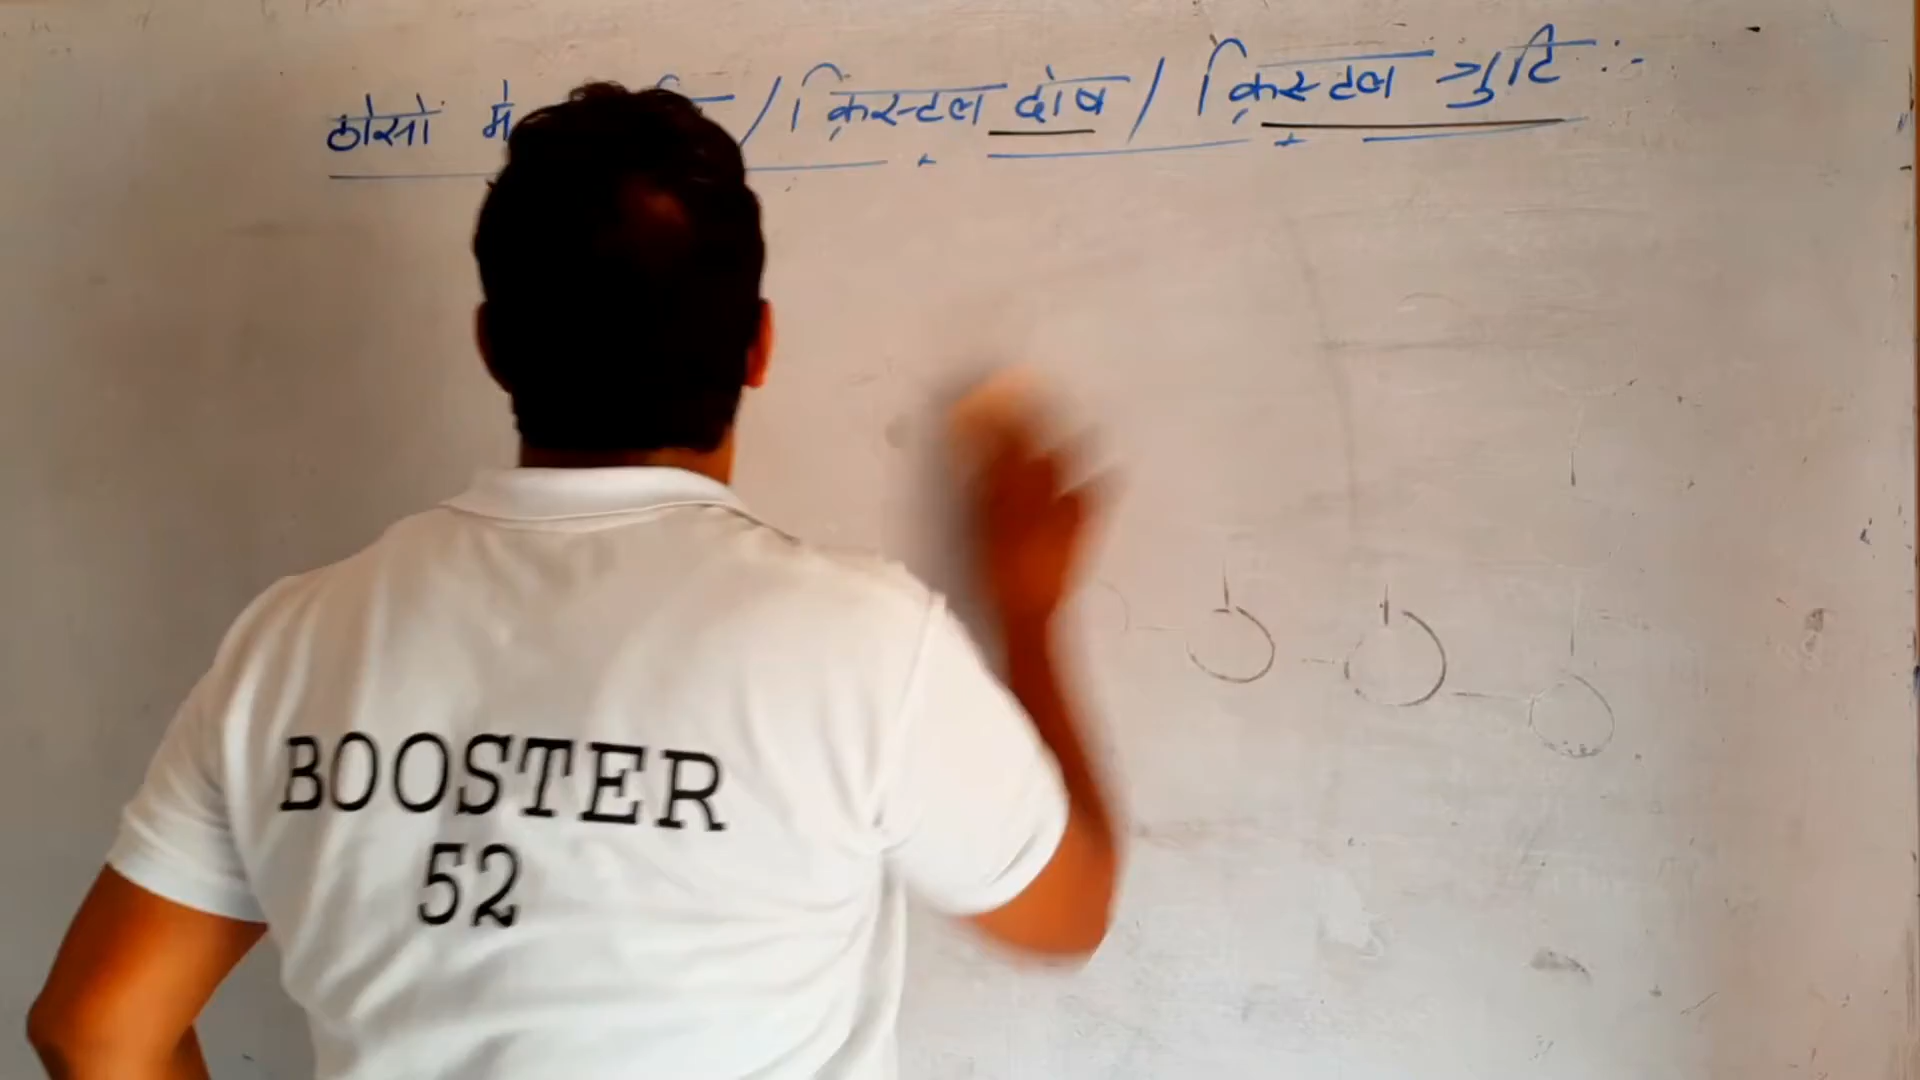 ठोसो मे / क्रिस्टल दोष / क्रिस्टल त्रुटि :-
BOOSTER
52